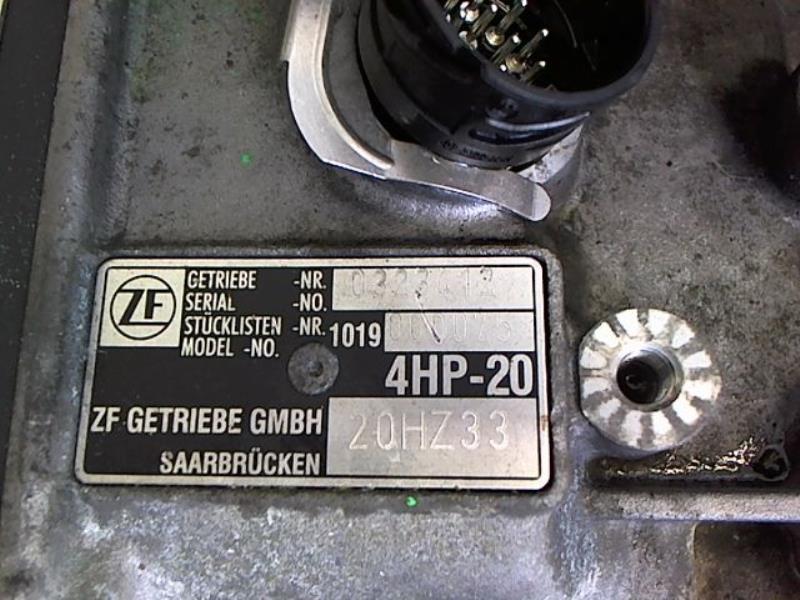 ZF
GETRIEBE -NR.
SERIAL -NO.
STÜCKLISTEN -NR. 1019
MODEL -NO.
4HP-20
ZF GETRIEBE GMBH 20HZ33
SAARBRÜCKEN